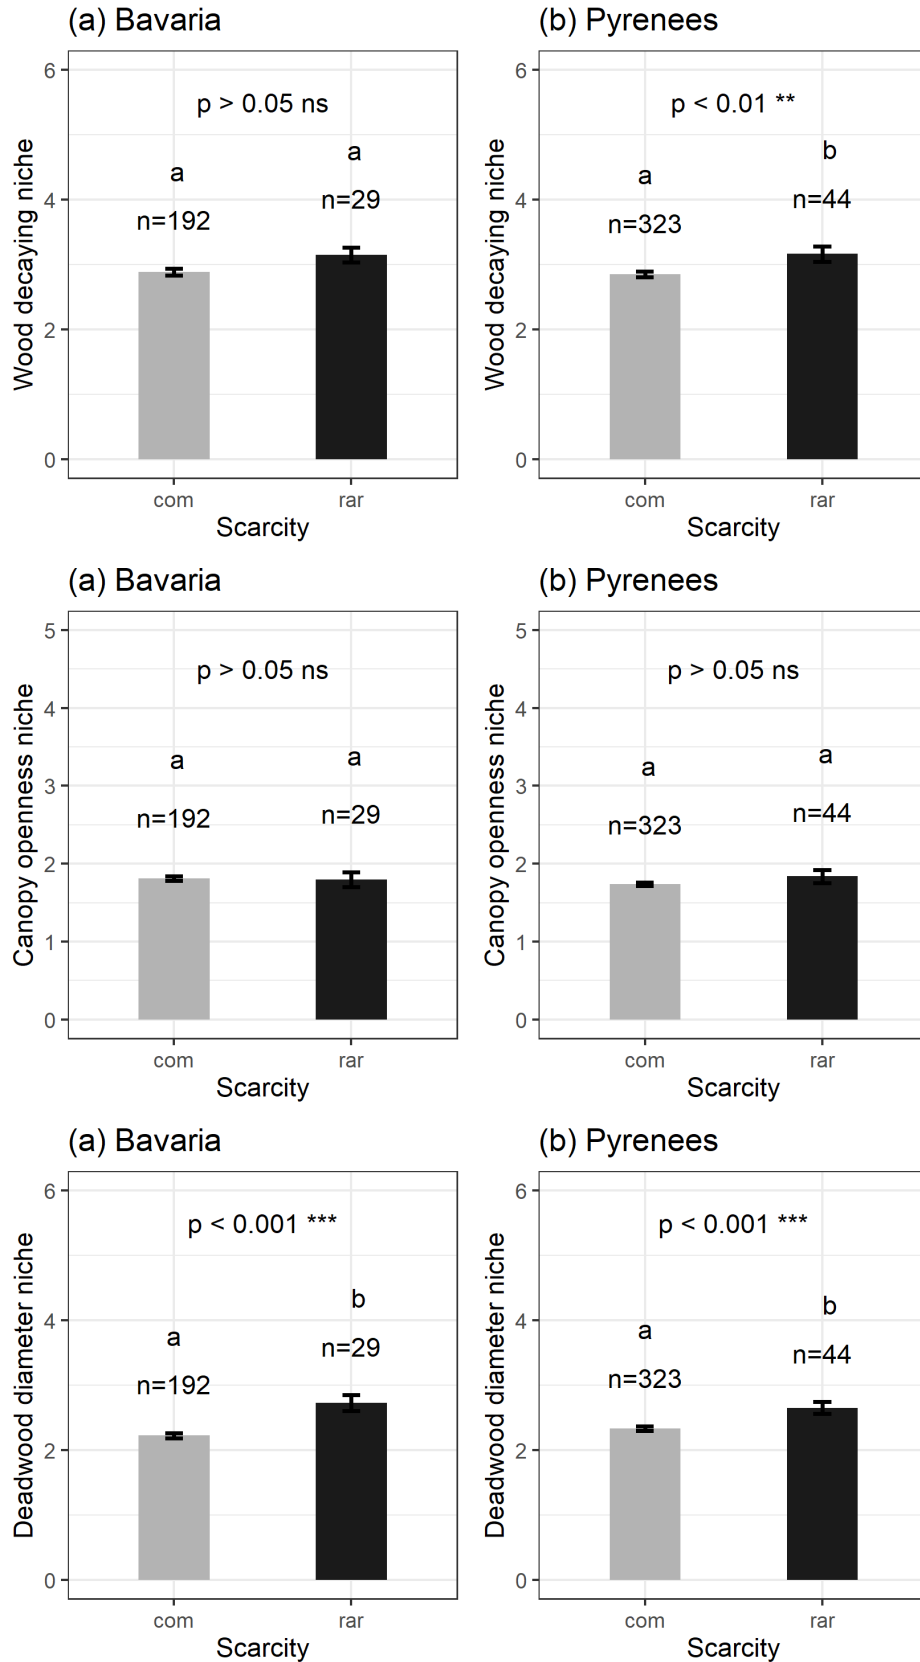 (a) Bavaria
(b) Pyrenees
Wood decaying niche
6
4
2
0
p > 0.05 ns
a
a
n=192
n=29
com
rar
Scarcity
Wood decaying niche
6
4
2
0
p < 0.01 **
a
b
n=323
n=44
com
rar
Scarcity
(a) Bavaria
(b) Pyrenees
Canopy openness niche
5
4
3
2
1
0
p > 0.05 ns
a
a
n=192
n=29
com
rar
Scarcity
Canopy openness niche
5
4
3
2
1
0
p > 0.05 ns
a
a
n=323
n=44
com
rar
Scarcity
(a) Bavaria
(b) Pyrenees
Deadwood diameter niche
6
4
2
0
p < 0.001 ***
a
b
n=192
n=29
com
rar
Scarcity
Deadwood diameter niche
6
4
2
0
p < 0.001 ***
a
b
n=323
n=44
com
rar
Scarcity